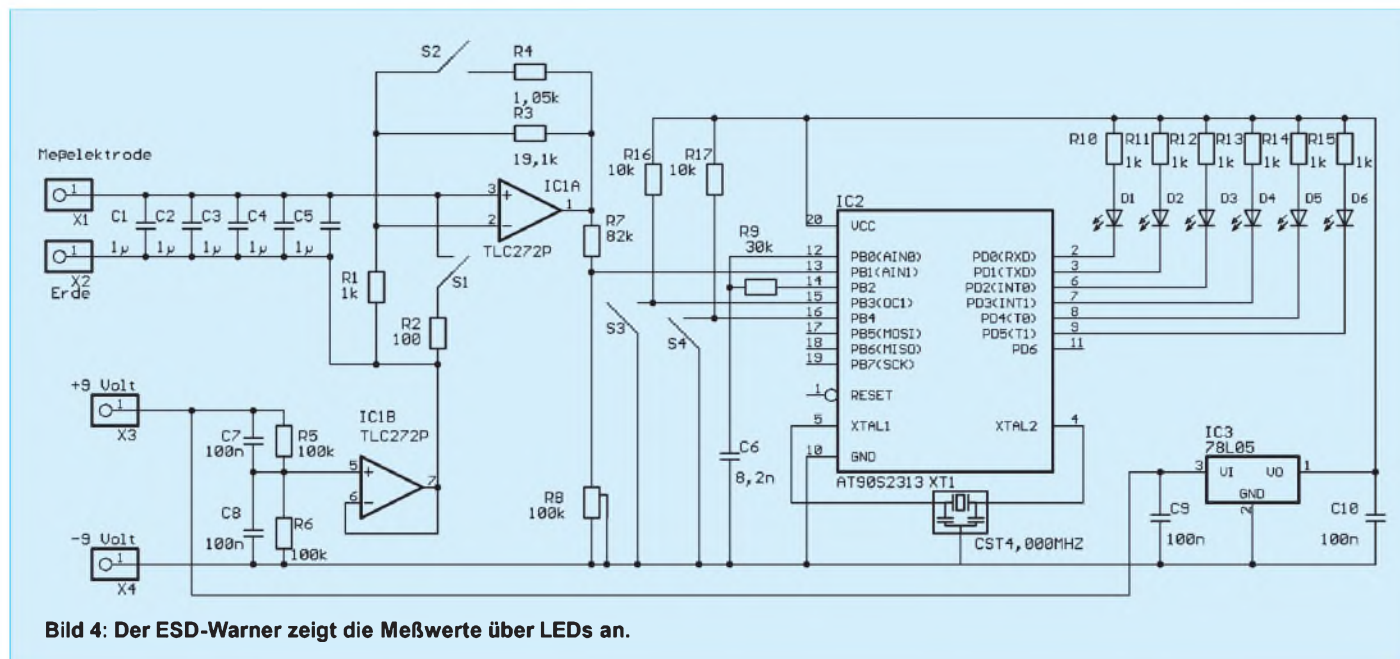 S2
R4
1,05k
R3
19,1k
Meßelektrode
1
X1
C1
C2
C3
C4
C5
1µ
1µ
1µ
1µ
1µ
1
X2
Erde
3
2
+
−
1
IC1A
TLC272P
R1
1k
S1
R2
100
R7
82k
R16
10k
R17
10k
S3
S4
R9
30k
C6
8,2n
R8
100k
+9 Volt
1
X3
C7
100n
R5
100k
C8
100n
R6
100k
IC1B
TLC272P
5
6
+
−
7
−9 Volt
1
X4
IC2
20
VCC
12
PB0(AIN0)
13
PB1(AIN1)
14
PB2
15
PB3(OC1)
16
PB4
17
PB5(MOSI)
18
PB6(MISO)
19
PB7(SCK)
1
RESET
5
XTAL1
10
GND
PD0(RXD)
2
PD1(TXD)
3
PD2(INT0)
6
PD3(INT1)
7
PD4(T0)
8
PD5(T1)
9
PD6
11
XTAL2
4
AT90S2313
XT1
CST4,000MHZ
R10
R11
R12
R13
R14
R15
1k
1k
1k
1k
1k
1k
D1
D2
D3
D4
D5
D6
IC3
78L05
3
VI
VO
1
GND
2
C9
100n
C10
100n
Bild 4: Der ESD-Warner zeigt die Meßwerte über LEDs an.